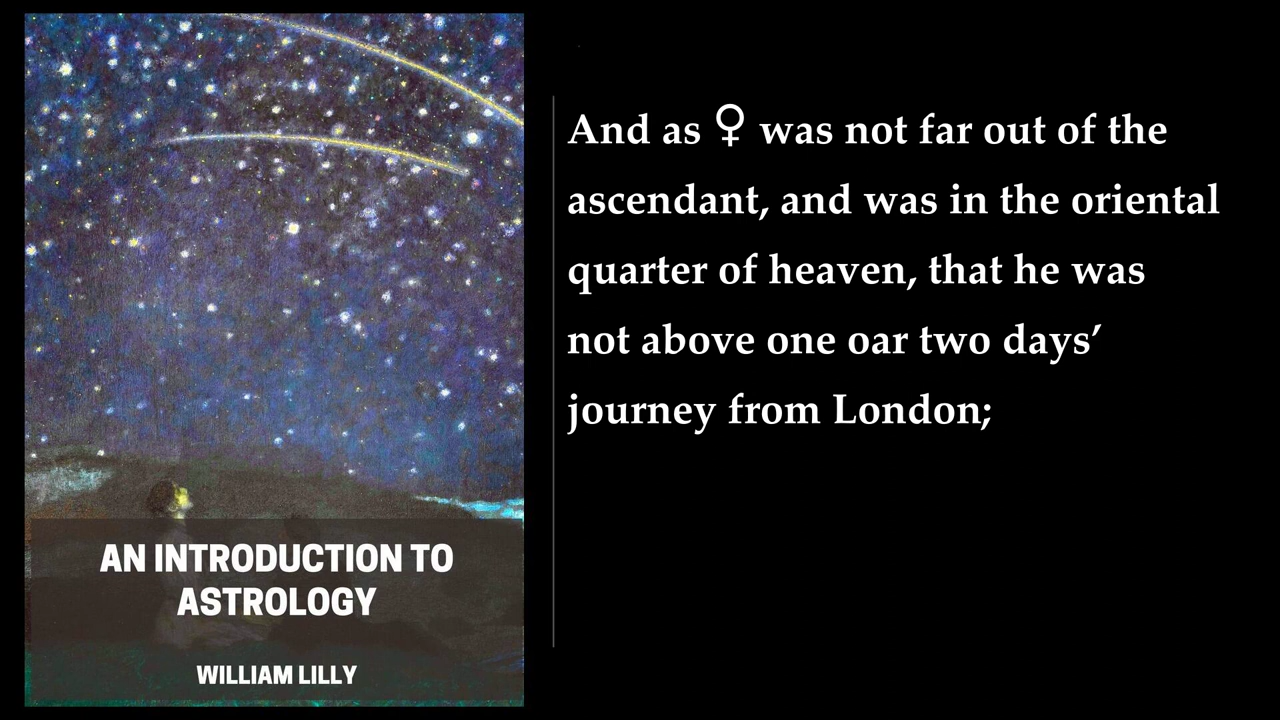 AN INTRODUCTION TO
ASTROLOGY
WILLIAM LILLY
And as ♀ was not far out of the
ascendant, and was in the oriental
quarter of heaven, that he was
not above one oar two days’
journey from London;